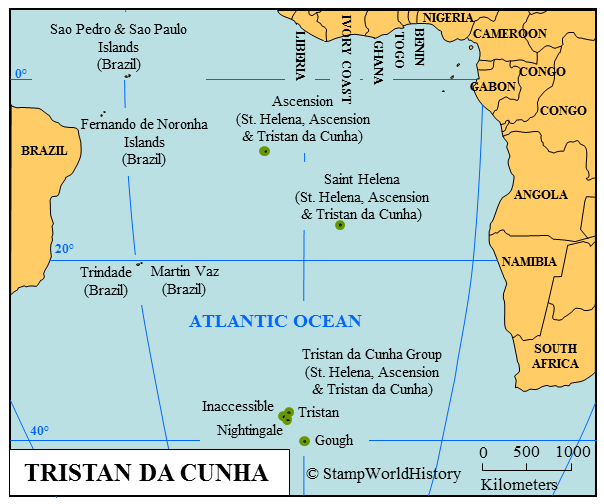 NIGERIA
CAMEROON
LIBERIA
IVORY COAST
GHANA
TOGO
BENIN
Sao Pedro & Sao Paulo
Islands
(Brazil)
0°
GABON
CONGO
CONGO
Ascension
(St. Helena, Ascension
& Tristan da Cunha)
Fernando de Noronha
Islands
(Brazil)
BRAZIL
Saint Helena
(St. Helena, Ascension
& Tristan da Cunha)
ANGOLA
20°
NAMIBIA
Trindade
(Brazil)
Martin Vaz
(Brazil)
ATLANTIC OCEAN
SOUTH
AFRICA
Tristan da Cunha Group
(St. Helena, Ascension
& Tristan da Cunha)
Inaccessible
Tristan
Nightingale
40°
Gough
TRISTAN DA CUNHA
© StampWorldHistory
0 500 1000
Kilometers